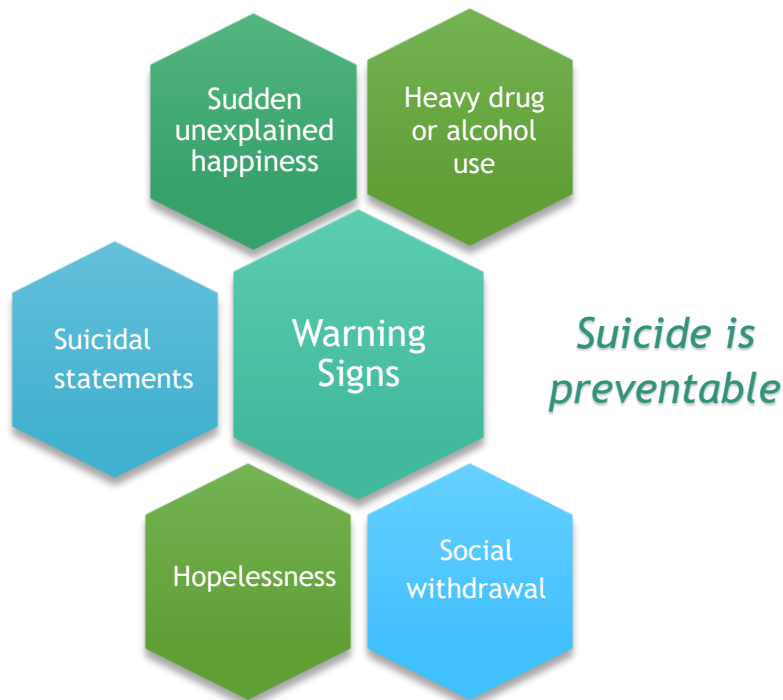 Sudden
unexplained
happiness
Heavy drug
or alcohol
use
Suicidal
statements
Warning
Signs
Suicide is
preventable
Hopelessness
Social
withdrawal